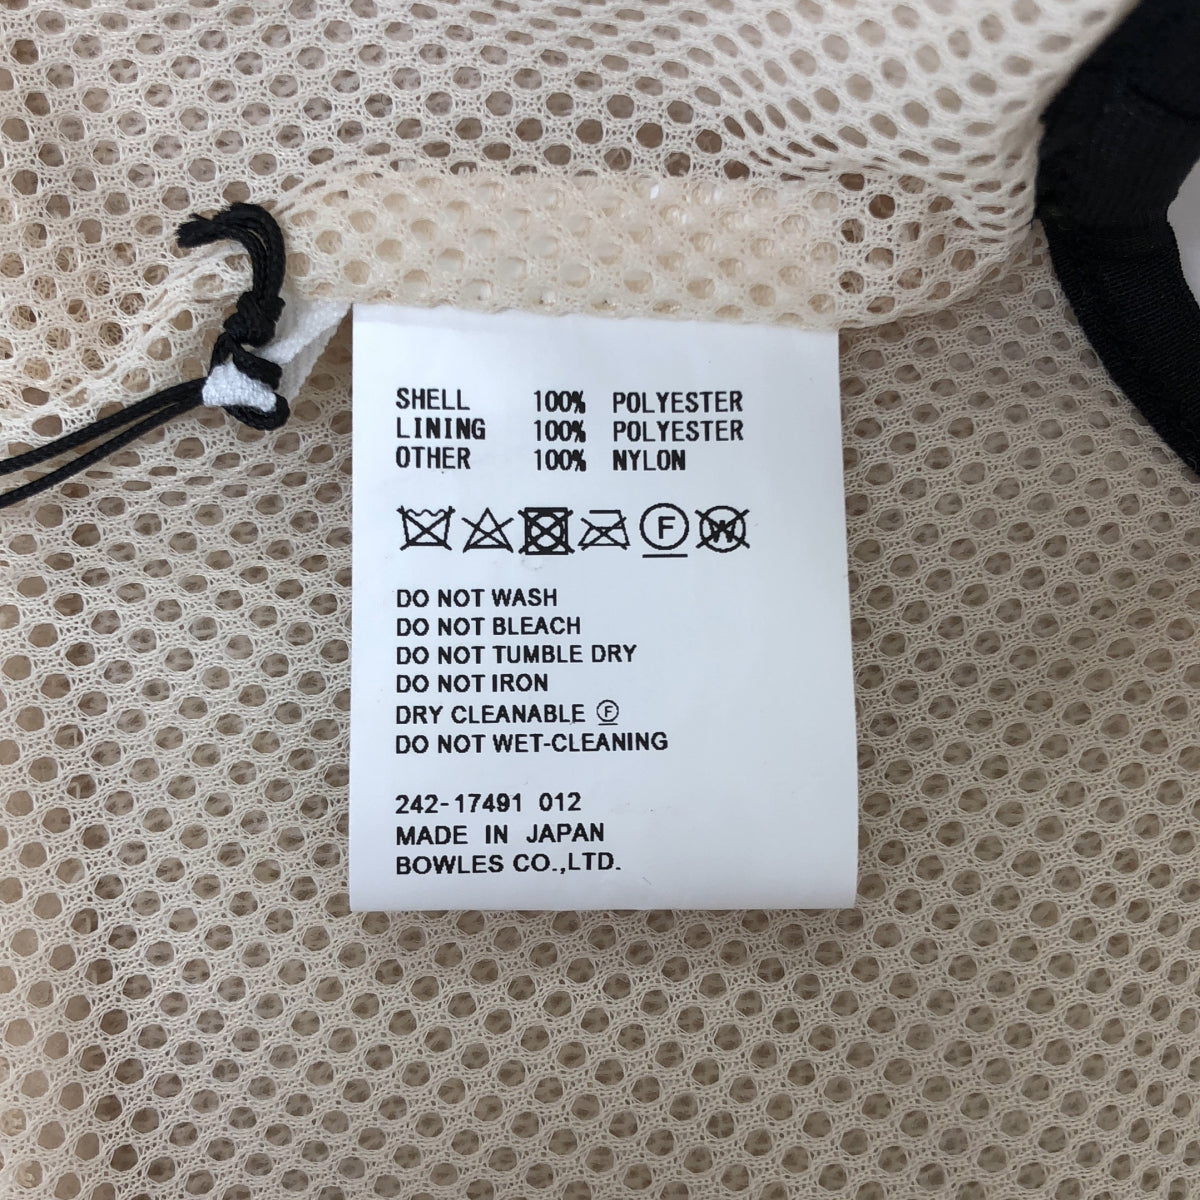 SHELL 100% POLYESTER
LINING 100% POLYESTER
OTHER 100% NYLON
F W
DO NOT WASH
DO NOT BLEACH
DO NOT TUMBLE DRY
DO NOT IRON
DRY CLEANABLE Ⓕ
DO NOT WET-CLEANING
242-17491 012
MADE IN JAPAN
BOWLES CO.,LTD.